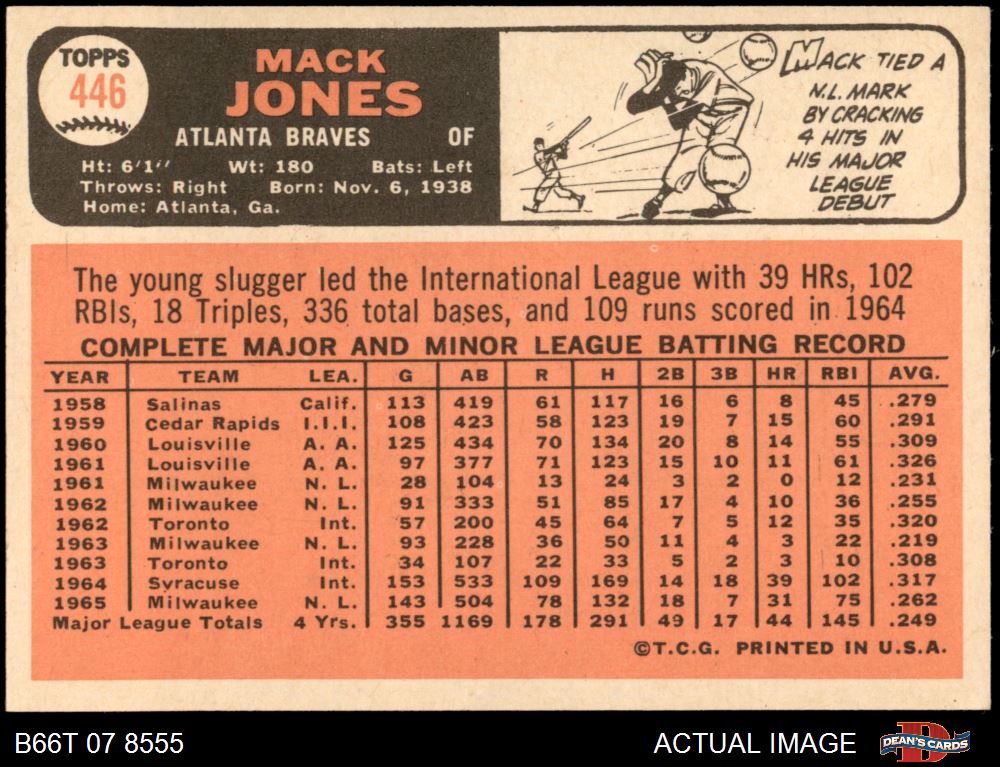 TOPPS
446
MACK
JONES
ATLANTA BRAVES OF
Ht: 6'1" Wt: 180 Bats: Left
Throws: Right Born: Nov. 6, 1938
Home: Atlanta, Ga.
MACK TIED A
N.L. MARK
BY CRACKING
4 HITS IN
HIS MAJOR
LEAGUE
DEBUT
The young slugger led the International League with 39 HRs, 102
RBIs, 18 Triples, 336 total bases, and 109 runs scored in 1964
COMPLETE MAJOR AND MINOR LEAGUE BATTING RECORD
YEAR TEAM LEA. G AB R H 2B 3B HR RBI AVG.
1958 Salinas Calif. 113 419 61 117 16 6 8 45 .279
1959 Cedar Rapids I.I.I. 108 423 58 123 19 7 15 60 .291
1960 Louisville A. A. 125 434 70 134 20 8 14 55 .309
1961 Louisville A. A. 97 377 71 123 15 10 11 61 .326
1961 Milwaukee N. L. 28 104 13 24 3 2 0 12 .231
1962 Milwaukee N. L. 91 333 51 85 17 4 10 36 .255
1962 Toronto Int. 57 200 45 64 7 5 12 35 .320
1963 Milwaukee N. L. 93 228 36 50 11 4 3 22 .219
1963 Toronto Int. 34 107 22 33 5 2 3 10 .308
1964 Syracuse Int. 153 533 109 169 14 18 39 102 .317
1965 Milwaukee N. L. 143 504 78 132 18 7 31 75 .262
Major League Totals 4 Yrs. 355 1169 178 291 49 17 44 145 .249
©T.C.G. PRINTED IN U.S.A.
B66T 07 8555 ACTUAL IMAGE
DEAN'S CARDS